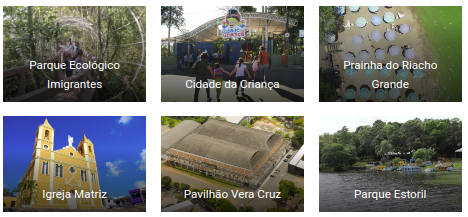 Parque Ecológico
Imigrantes
Cidade da Criança
Prainha do Riacho
Grande
Igreja Matriz
Pavilhão Vera Cruz
Parque Estoril